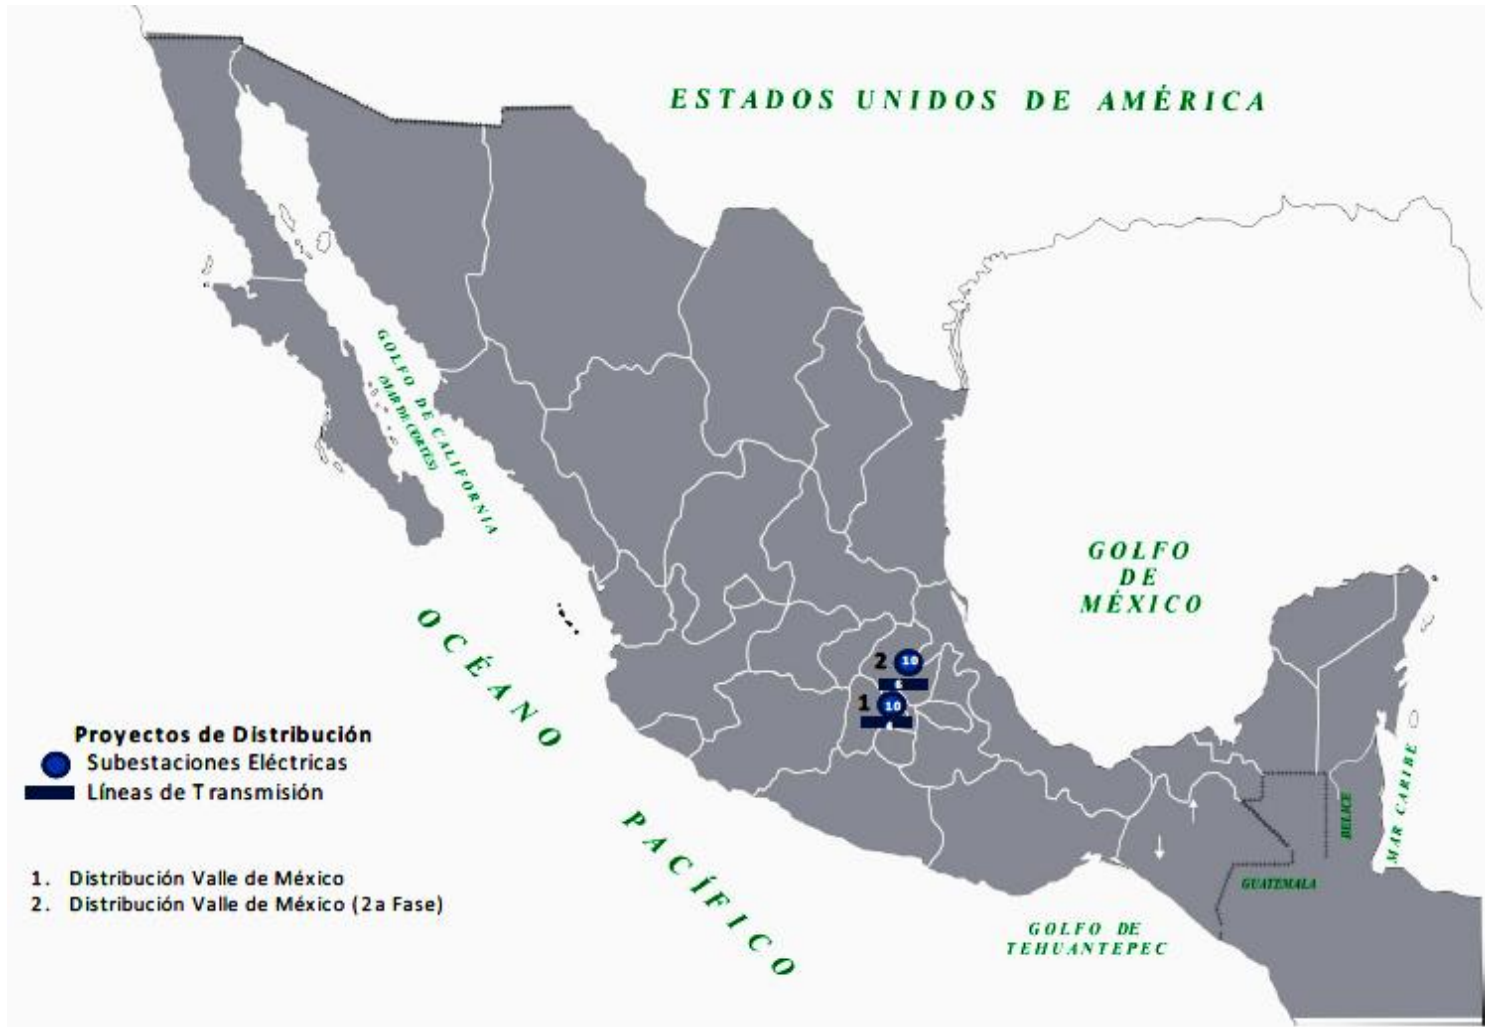 ESTADOS UNIDOS DE AMÉRICA
GOLFO DE CALIFORNIA
(MAR DE CORTES)
GOLFO
DE
MÉXICO
OCÉANO
PACÍFICO
2 10
6
1 10
Proyectos de Distribución
Subestaciones Eléctricas
Líneas de Transmisión
1. Distribución Valle de México
2. Distribución Valle de México (2a Fase)
MAR CARIBE
BELICE
GUATEMALA
GOLFO DE
TEHUANTEPEC